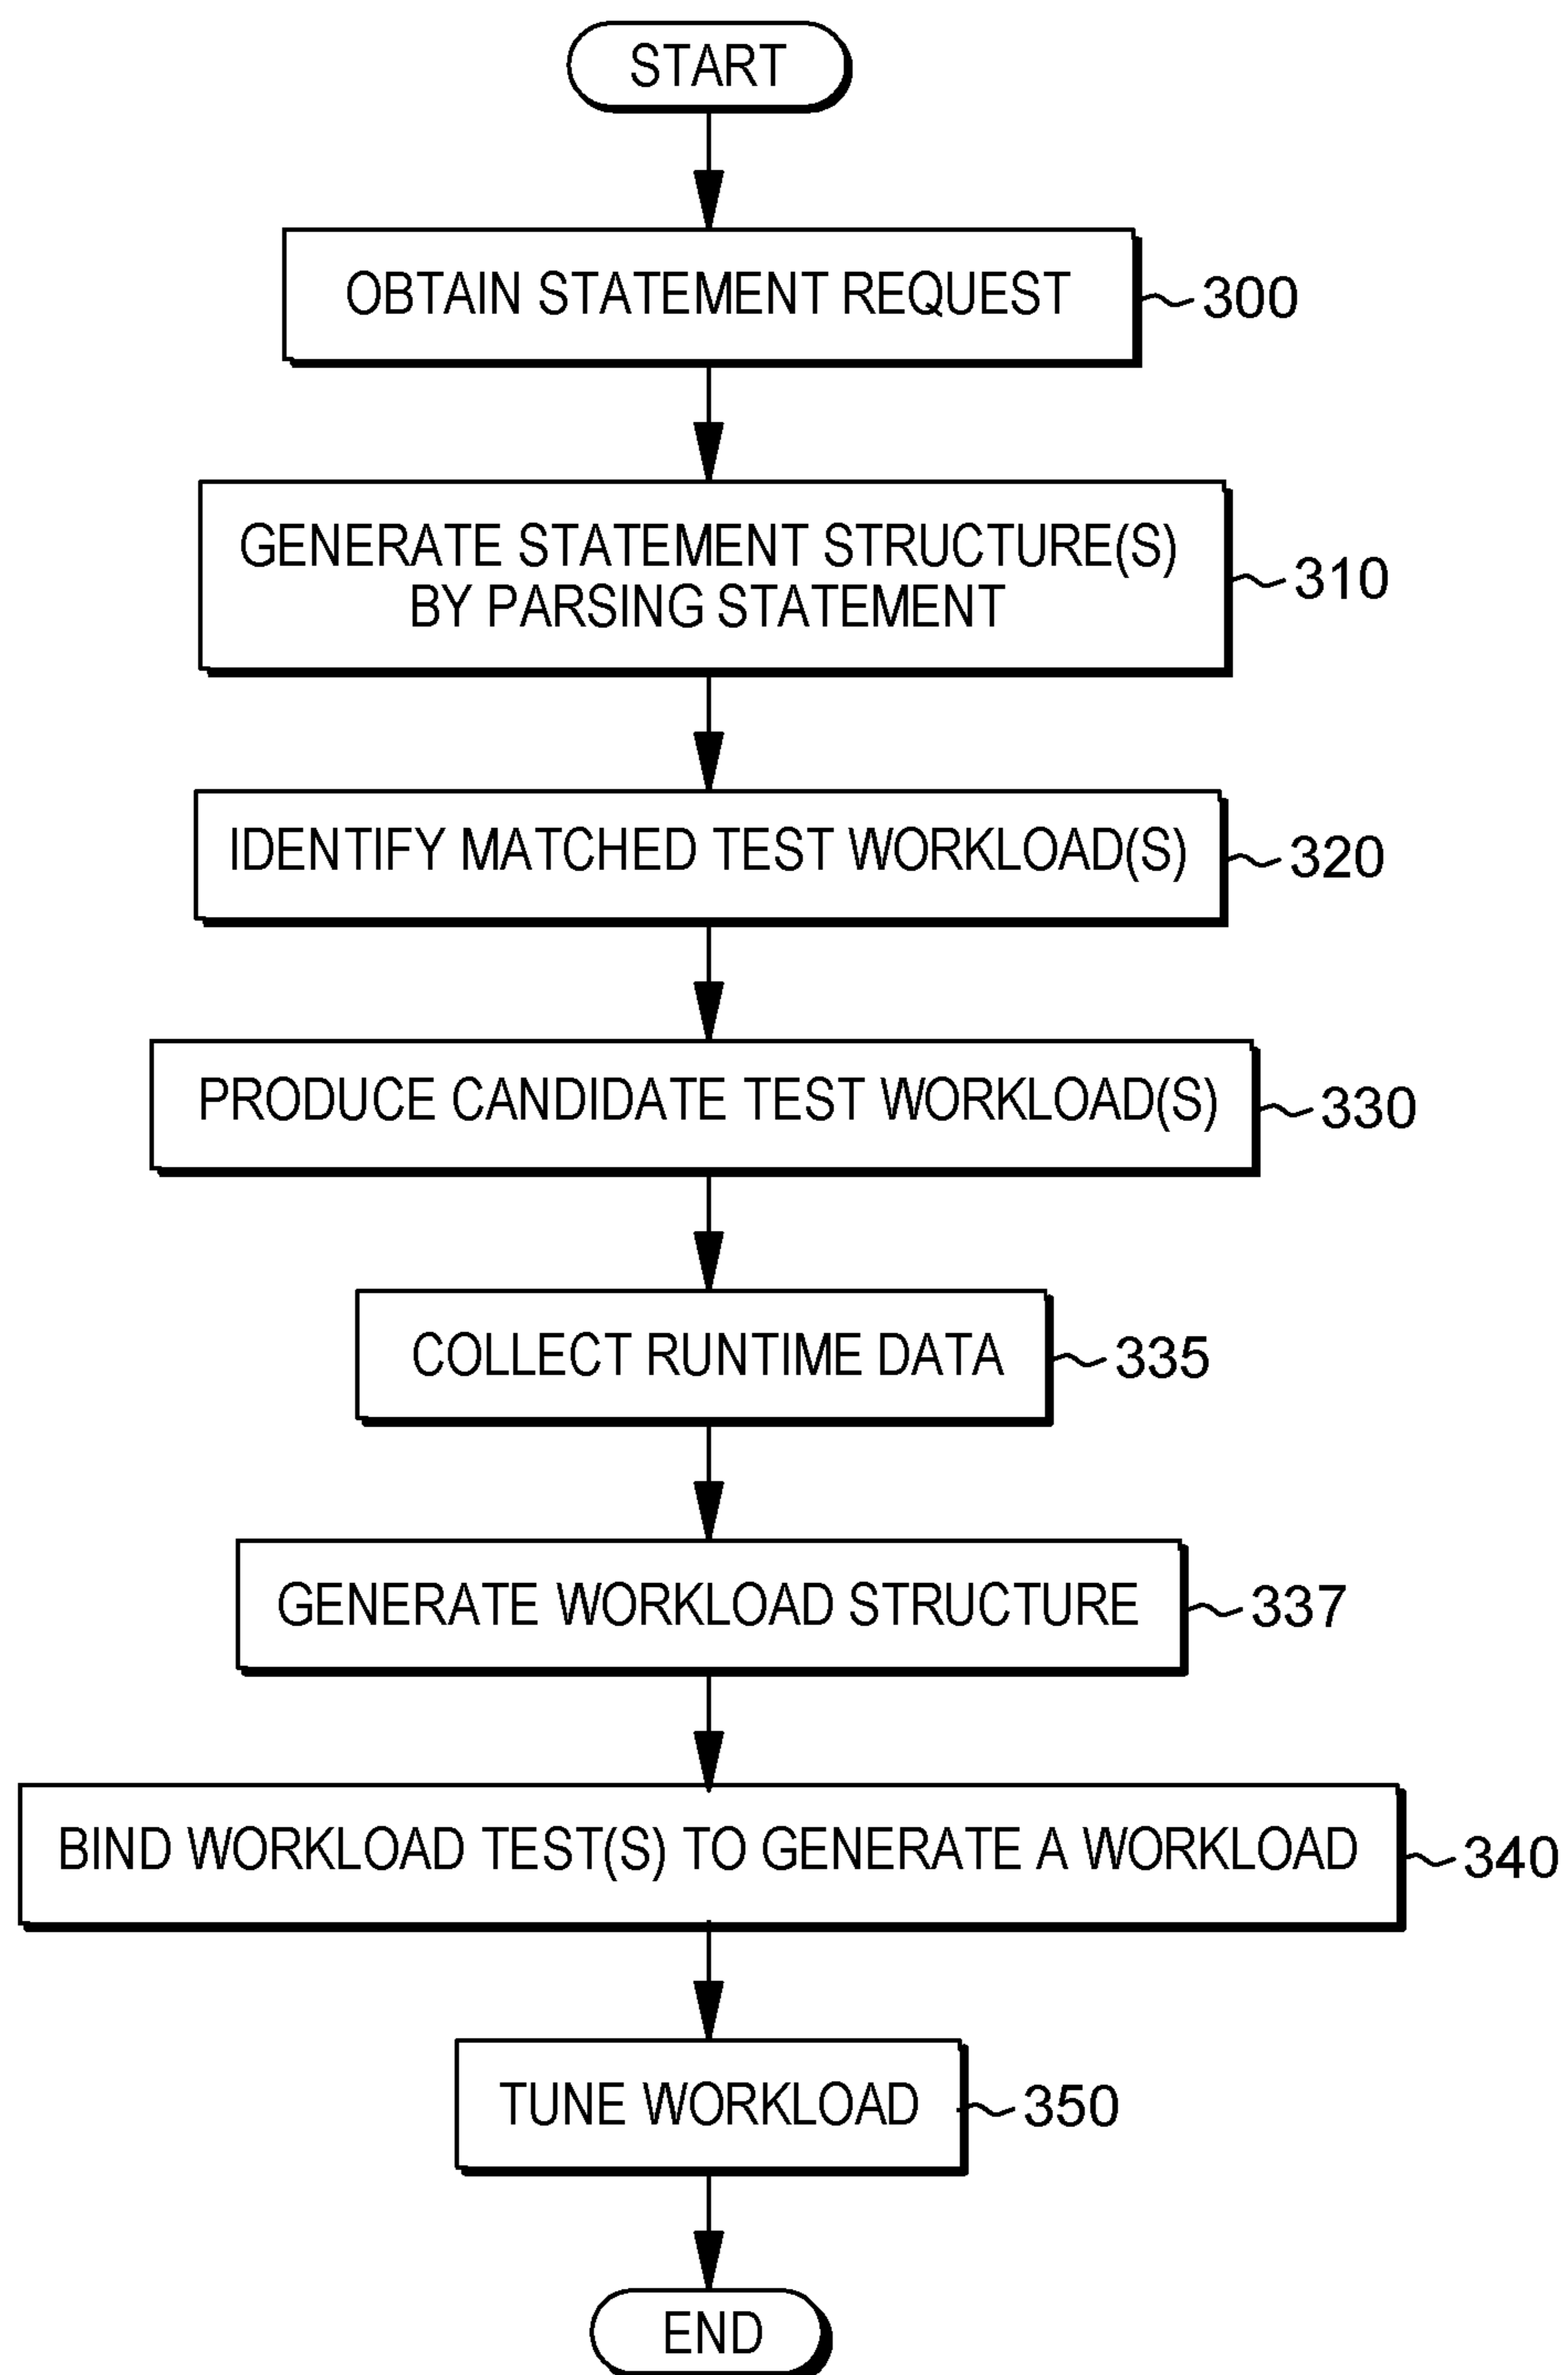 START
OBTAIN STATEMENT REQUEST
300
GENERATE STATEMENT STRUCTURE(S)
BY PARSING STATEMENT
310
IDENTIFY MATCHED TEST WORKLOAD(S)
320
PRODUCE CANDIDATE TEST WORKLOAD(S)
330
COLLECT RUNTIME DATA
335
GENERATE WORKLOAD STRUCTURE
337
BIND WORKLOAD TEST(S) TO GENERATE A WORKLOAD
340
TUNE WORKLOAD
350
END